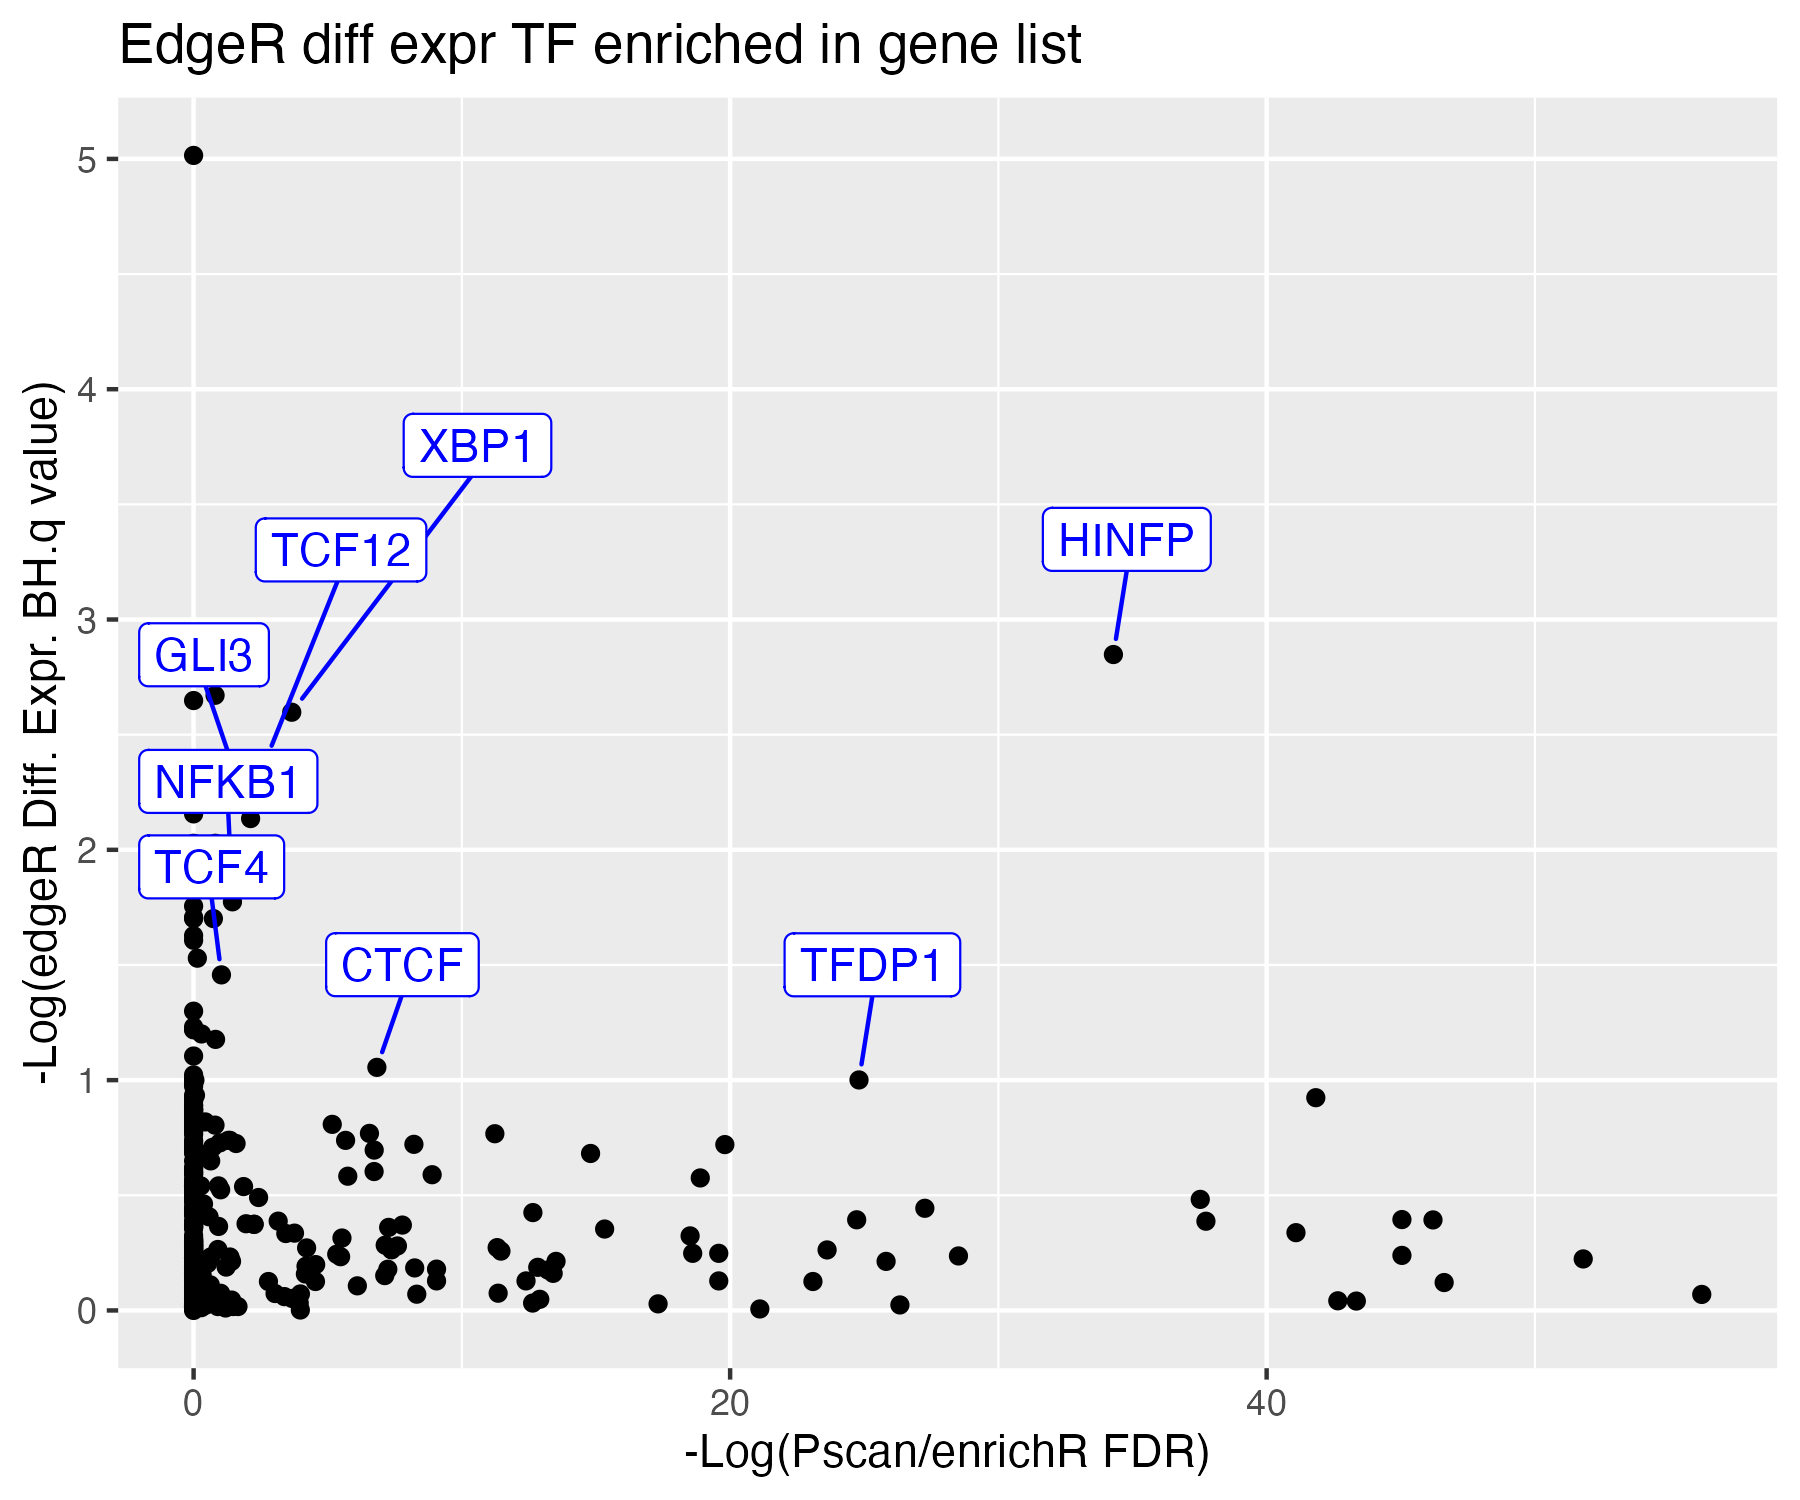 EdgeR diff expr TF enriched in gene list
-Log(edgeR Diff. Expr. BH.q value)
5
4
3
2
1
0
XBP1
TCF12
HINFP
GLI3
NFKB1
TCF4
CTCF
TFDP1
0
20
40
-Log(Pscan/enrichR FDR)